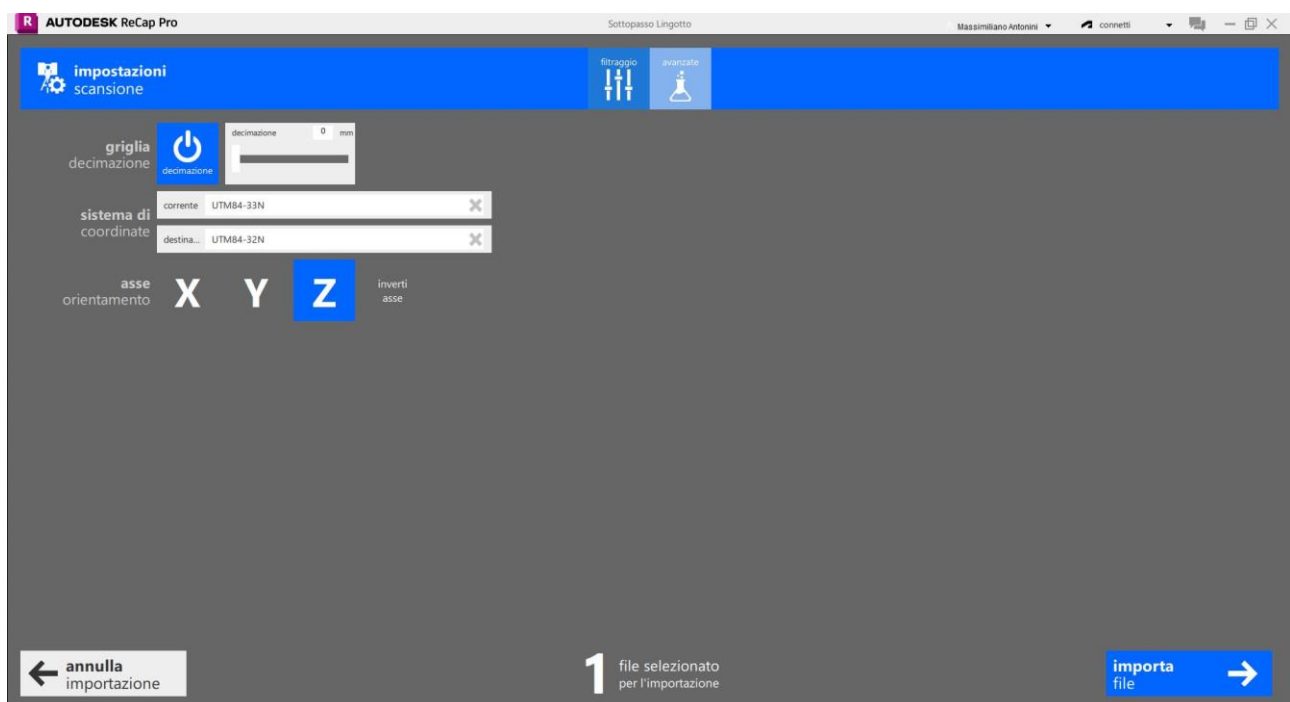 R AUTODESK ReCap Pro
Sottopasso Lingotto
Massimiliano Antonini
connetti
impostazioni
scansione
filtraggio
avanzate
griglia
decimazione
decimazione
decimazione 0 mm
sistema di
coordinate
corrente UTM84-33N
destina... UTM84-32N
asse
orientamento
X Y Z
inverti
asse
annulla
importazione
1
file selezionato
per l'importazione
importa
file